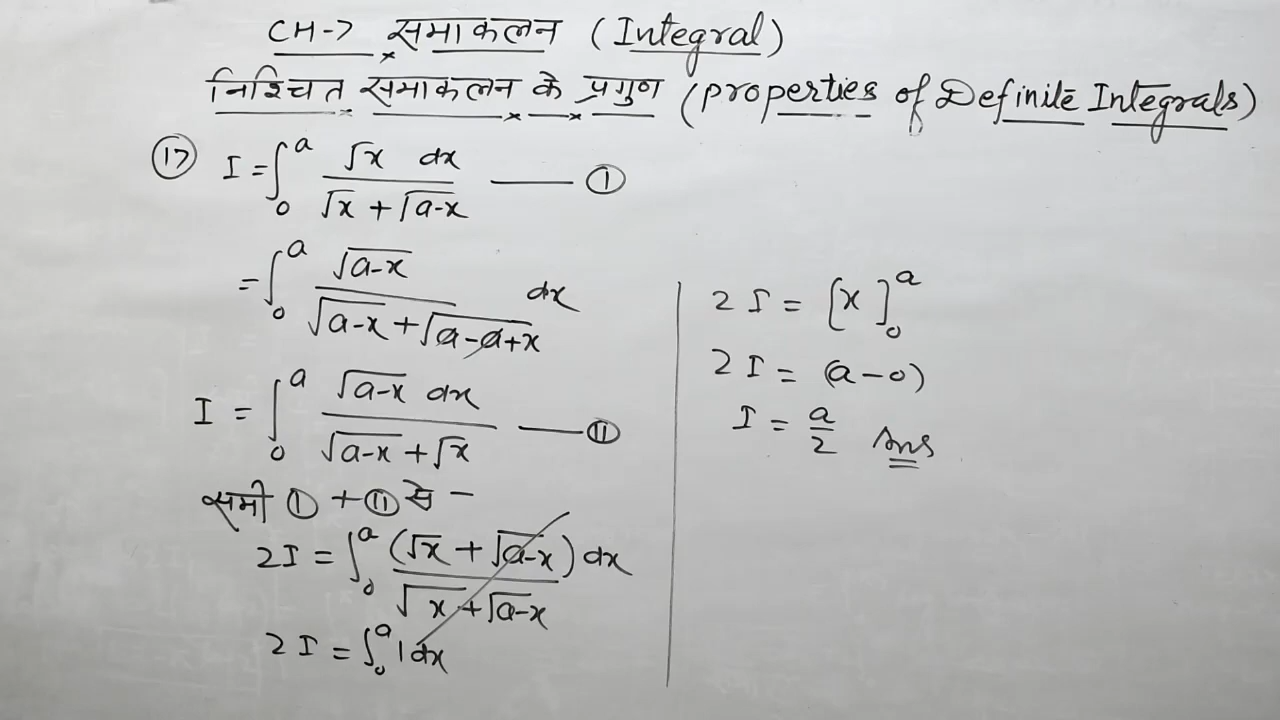 CH-7 समाकलन (Integral)
निश्चित समाकलन के प्रगुण (properties of Definite Integrals)
⑰ I = ∫₀ᵃ √x dx / (√x + √(a-x)) —— ①
= ∫₀ᵃ √(a-x) / (√(a-x) + √(a-a+x)) dx
I = ∫₀ᵃ √(a-x) dx / (√(a-x) + √x) —— ⑪
समी ① + ⑪ से -
2I = ∫₀ᵃ (√x + √(a-x)) dx / (√x + √(a-x))
2I = ∫₀ᵃ 1 dx
2I = [x]₀ᵃ
2I = (a-0)
I = a/2 Ans